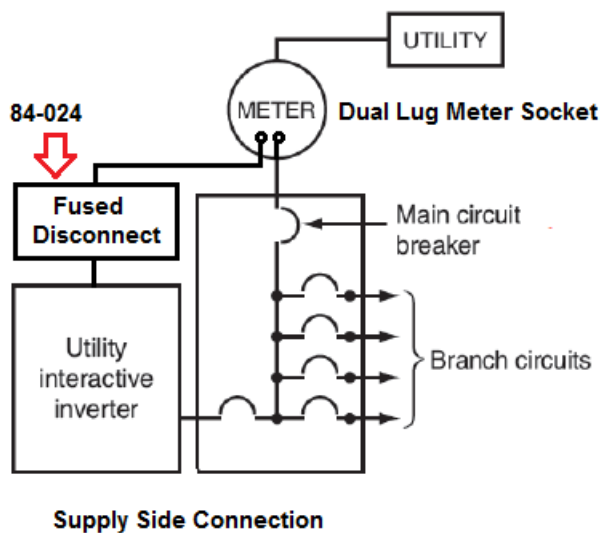 UTILITY
84-024
METER
Dual Lug Meter Socket
Fused
Disconnect
Main circuit
breaker
Utility
interactive
inverter
Branch circuits
Supply Side Connection